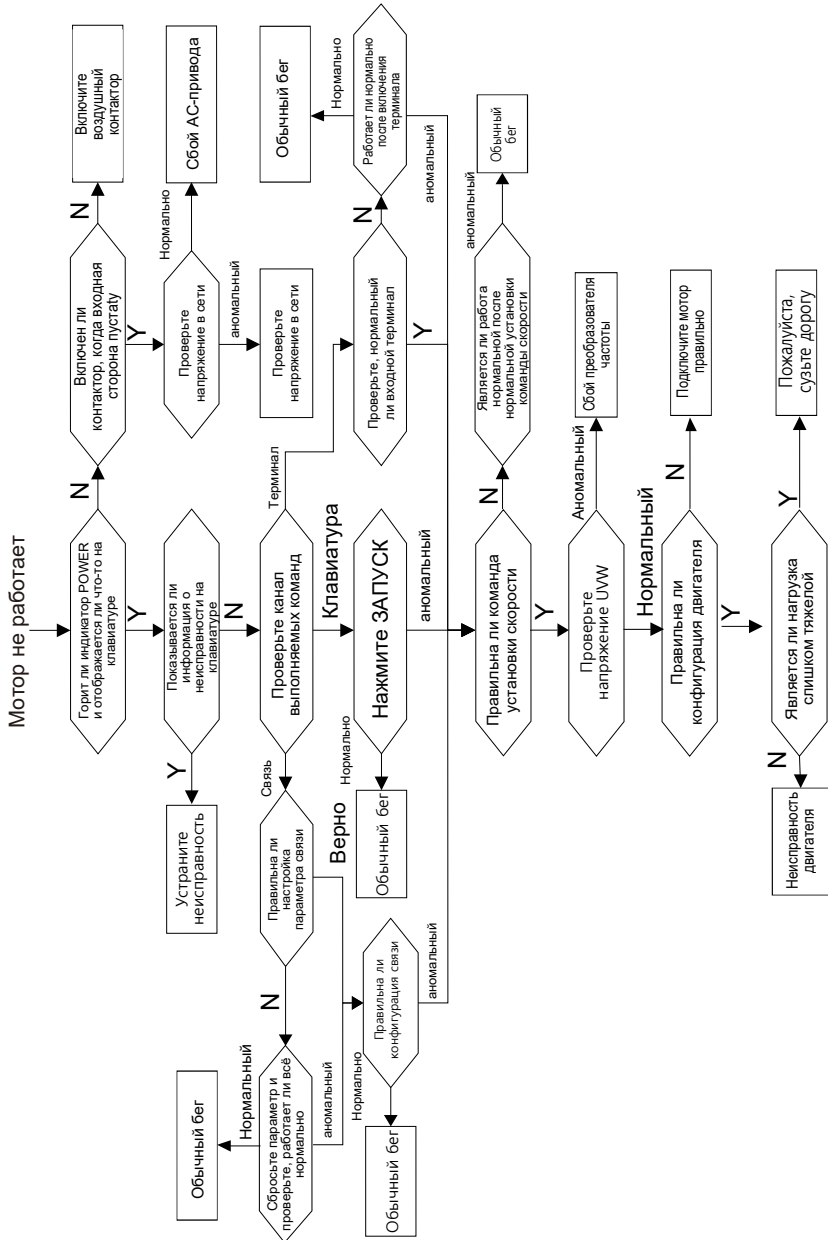 Мотор не работает
Горит ли индикатор POWER
и отображается ли что-то на
клавиатуре
N
Включен ли
контактор, когда входная
сторона пустатy
N
Включите
воздушный
контактор
Y
Y
Показывается ли
информация о
неисправности на
клавиатуре
Y
Устраните
неисправность
N
Проверьте
напряжение в сети
Нормально
Сбой АС-привода
аномальный
Проверьте
напряжение в сети
Проверьте канал
выполняемых команд
Связь
Терминал
Клавиатура
Правильна ли
настройка
параметра связи
N
Верно
Сбросьте параметр и
проверьте, работает ли всё
нормально
Нормальный
Обычный бег
аномальный
Правильна ли
конфигурация связи
Нормально
Обычный бег
аномальный
Нажмите ЗАПУСК
Нормально
Обычный бег
аномальный
Проверьте, нормальный
ли входной терминал
N
Y
Работает ли нормально
после включения
терминала
Нормально
Обычный бег
аномальный
Правильна ли команда
установки скорости
N
Является ли работа
нормальной после
нормальной установки
команды скорости
аномальный
Обычный
бег
Y
Проверьте
напряжение UVW
Аномальный
Сбой преобразователя
частоты
Нормальный
Правильна ли
конфигурация двигателя
N
Подключите мотор
правильно
Y
Является ли нагрузка
слишком тяжелой
Y
Пожалуйста,
сузьте дорогу
N
Неисправность
двигателя